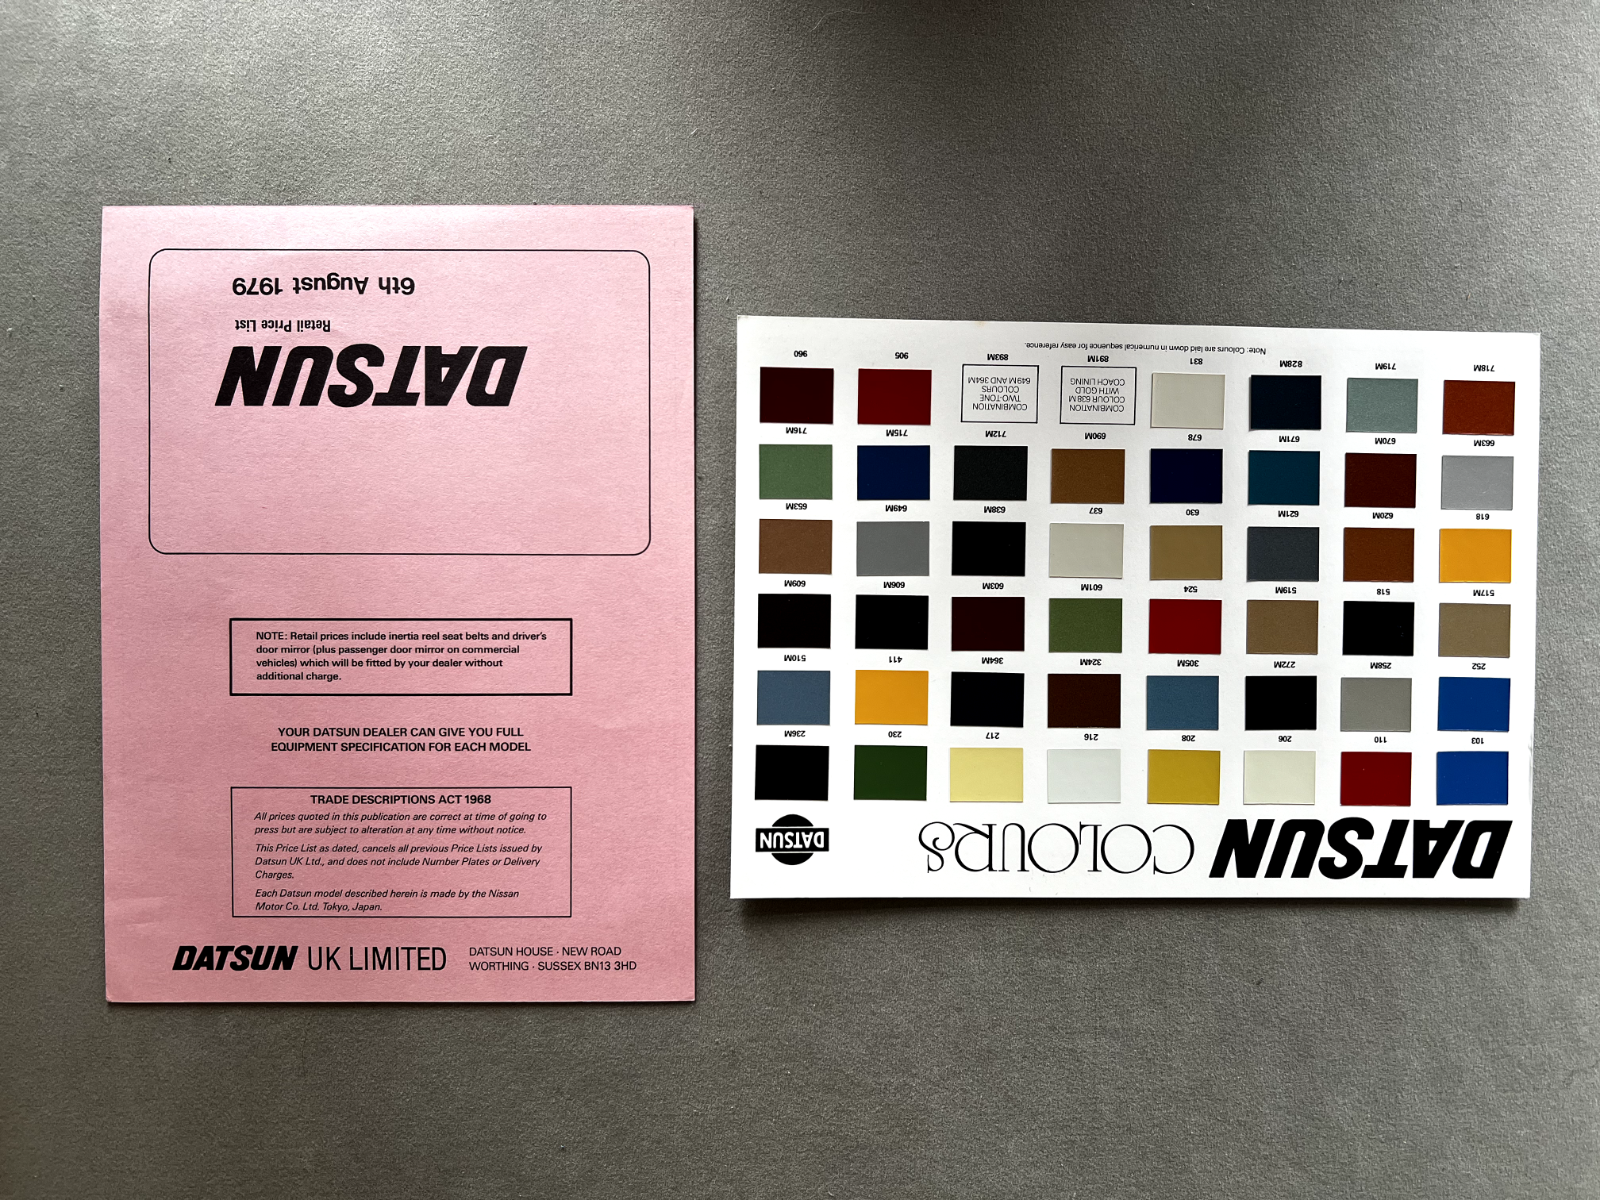 DATSUN
Retail Price List
6th August 1979
NOTE: Retail prices include inertia reel seat belts and driver's
door mirror (plus passenger door mirror on commercial
vehicles) which will be fitted by your dealer without
additional charge.
YOUR DATSUN DEALER CAN GIVE YOU FULL
EQUIPMENT SPECIFICATION FOR EACH MODEL
TRADE DESCRIPTIONS ACT 1968
All prices quoted in this publication are correct at time of going to
press but are subject to alteration at any time without notice.
This Price List as dated, cancels all previous Price Lists issued by
Datsun UK Ltd., and does not include Number Plates or Delivery
Charges.
Each Datsun model described herein is made by the Nissan
Motor Co. Ltd. Tokyo, Japan.
DATSUN UK LIMITED
DATSUN HOUSE · NEW ROAD
WORTHING · SUSSEX BN13 3HD
DATSUN COLOURS
DATSUN
103 110 206 208 216 217 230 236M
252 258M 272M 305M 324M 364M 411 510M
517M 518 519M 524 601M 603M 606M 609M
618 620M 621M 630 637 638M 649M 653M
663M 670M 671M 678 690M 712M 715M 716M
COMBINATION
COLOUR 638M
WITH GOLD
COACH LINING
COMBINATION
TWO-TONE
COLOURS
649M AND 364M
718M 719M 828M 831 891M 893M 905 960
Note: Colours are laid down in numerical sequence for easy reference.